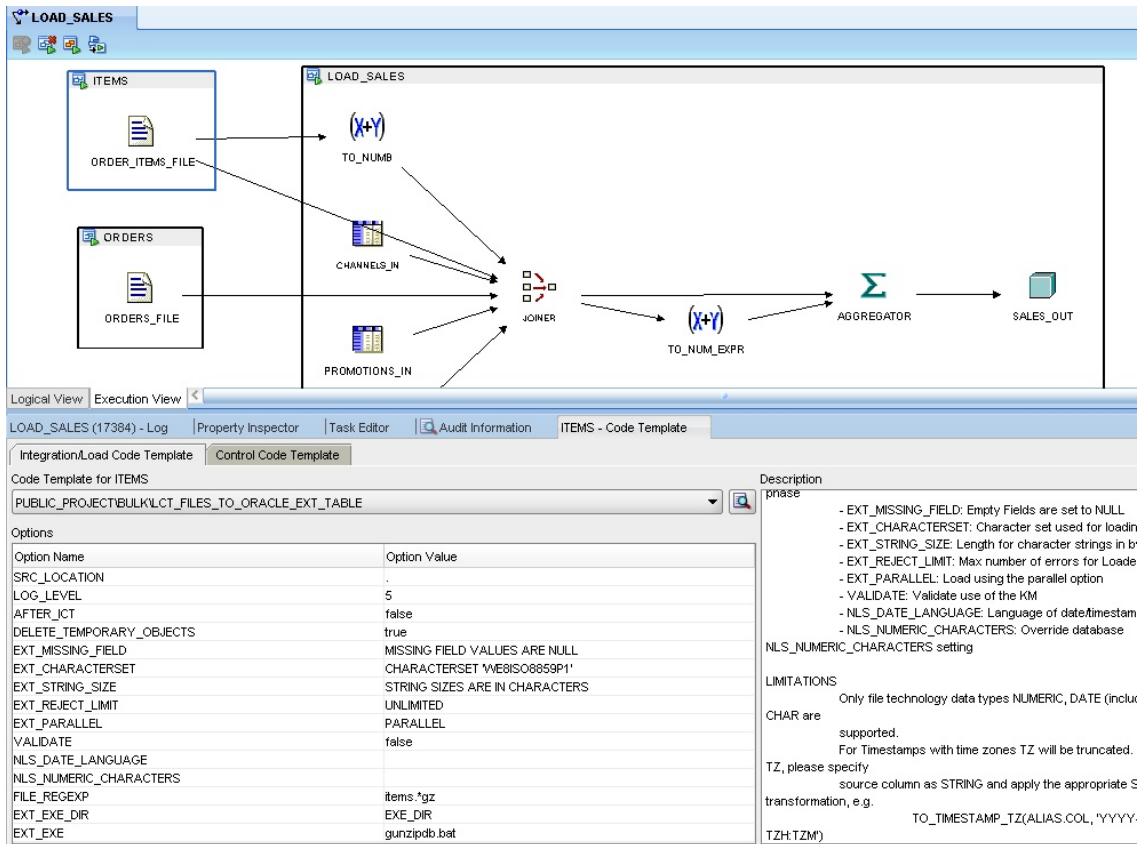 LOAD_SALES
ITEMS
ORDER_ITEMS_FILE
ORDERS
ORDERS_FILE
LOAD_SALES
(X+Y)
TO_NUMB
CHANNELS_IN
PROMOTIONS_IN
JOINER
(X+Y)
TO_NUM_EXPR
Σ
AGGREGATOR
SALES_OUT
Logical View Execution View
LOAD_SALES (17384) - Log Property Inspector Task Editor Audit Information ITEMS - Code Template
Integration/Load Code Template Control Code Template
Code Template for ITEMS
PUBLIC_PROJECT\BULK\LCT_FILES_TO_ORACLE_EXT_TABLE
Options
Option Name Option Value
SRC_LOCATION .
LOG_LEVEL 5
AFTER_ICT false
DELETE_TEMPORARY_OBJECTS true
EXT_MISSING_FIELD MISSING FIELD VALUES ARE NULL
EXT_CHARACTERSET CHARACTERSET 'WE8ISO8859P1'
EXT_STRING_SIZE STRING SIZES ARE IN CHARACTERS
EXT_REJECT_LIMIT UNLIMITED
EXT_PARALLEL PARALLEL
VALIDATE false
NLS_DATE_LANGUAGE
NLS_NUMERIC_CHARACTERS
FILE_REGEXP items.*gz
EXT_EXE_DIR EXE_DIR
EXT_EXE gunzipdb.bat
Description
phase
- EXT_MISSING_FIELD: Empty Fields are set to NULL
- EXT_CHARACTERSET: Character set used for loadin
- EXT_STRING_SIZE: Length for character strings in by
- EXT_REJECT_LIMIT: Max number of errors for Loade
- EXT_PARALLEL: Load using the parallel option
- VALIDATE: Validate use of the KM
- NLS_DATE_LANGUAGE: Language of date/timestam
- NLS_NUMERIC_CHARACTERS: Override database
NLS_NUMERIC_CHARACTERS setting
LIMITATIONS
Only file technology data types NUMERIC, DATE (inclu
CHAR are
supported.
For Timestamps with time zones TZ will be truncated.
TZ, please specify
source column as STRING and apply the appropriate S
transformation, e.g.
TO_TIMESTAMP_TZ(ALIAS.COL, 'YYYY-
TZH:TZM')